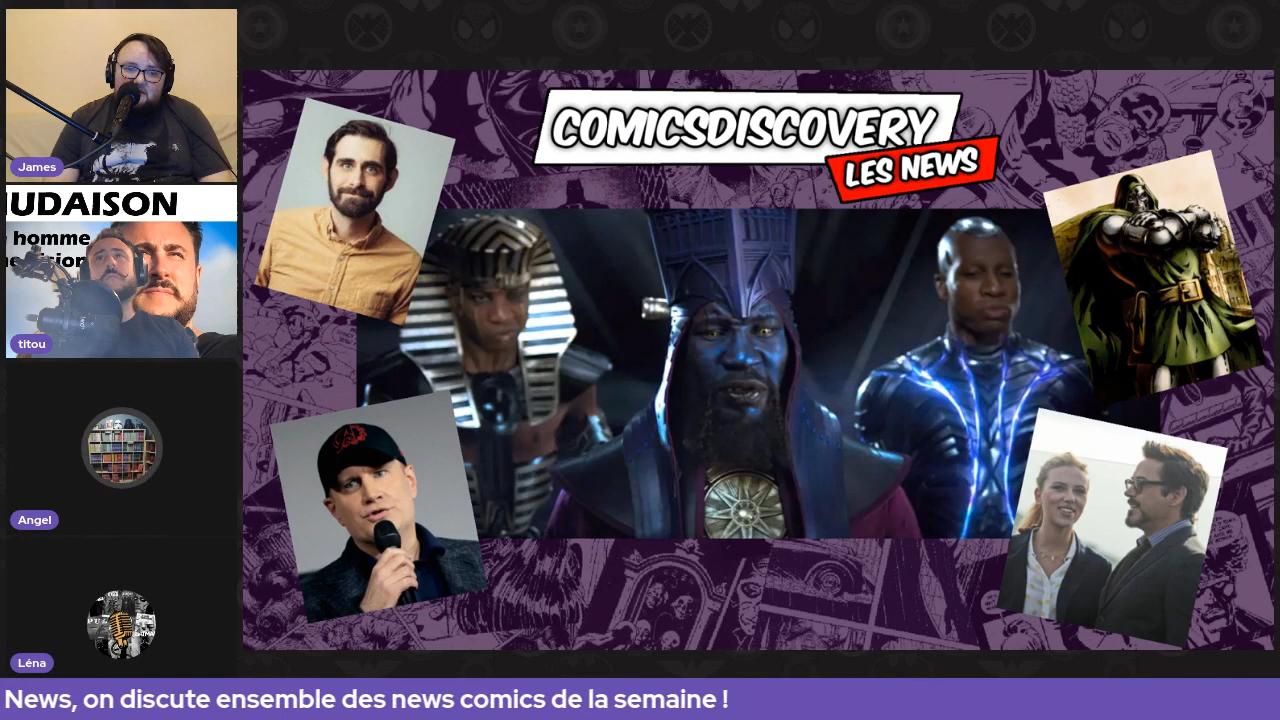 COMICSDISCOVERY
LES NEWS
James
UDAISON
homme
titou
Angel
Léna
News, on discute ensemble des news comics de la semaine !